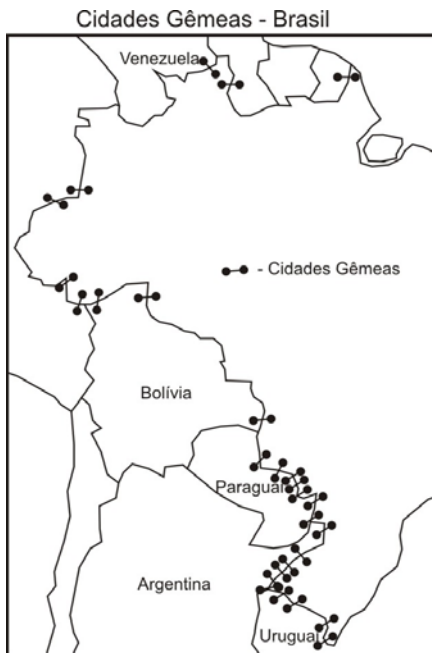 Cidades Gêmeas - Brasil
Venezuela
- Cidades Gêmeas
Bolívia
Paraguai
Argentina
Uruguai